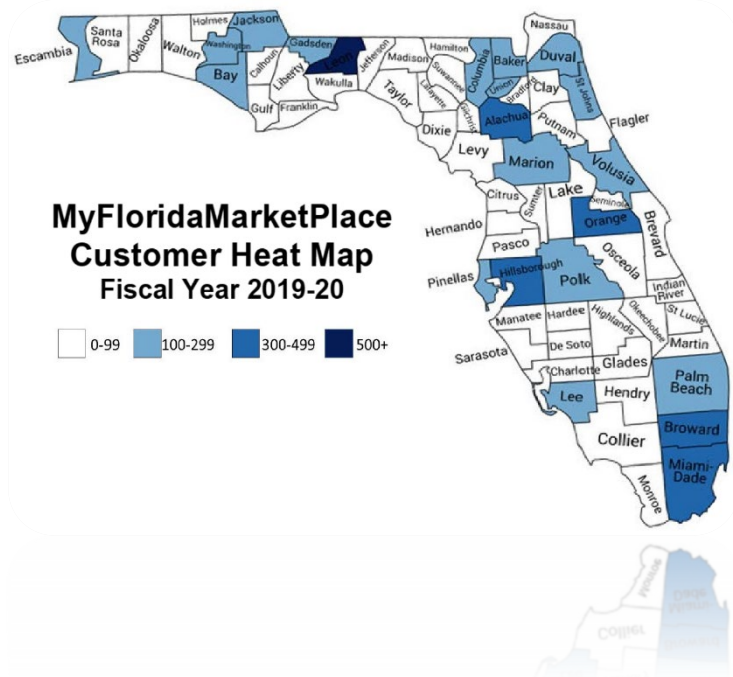 Holmes
Jackson
Nassau
Escambia
Santa
Rosa
Okaloosa
Walton
Washington
Bay
Calhoun
Gadsden
Liberty
Leon
Jefferson
Madison
Hamilton
Wakulla
Gulf
Franklin
Taylor
Suwannee
Lafayette
Columbia
Baker
Duval
Union
Bradford
Clay
St Johns
Gilchrist
Alachua
Putnam
Flagler
Dixie
Levy
Marion
Volusia
Citrus
Sumter
Lake
Seminole
Orange
Hernando
Pasco
Brevard
Osceola
Pinellas
Hillsborough
Polk
Indian
River
Manatee
Hardee
Highlands
Okeechobee
St Lucie
Sarasota
De Soto
Martin
Charlotte
Glades
Lee
Hendry
Palm
Beach
Collier
Broward
Monroe
Miami-
Dade
MyFloridaMarketPlace
Customer Heat Map
Fiscal Year 2019-20
0-99
100-299
300-499
500+